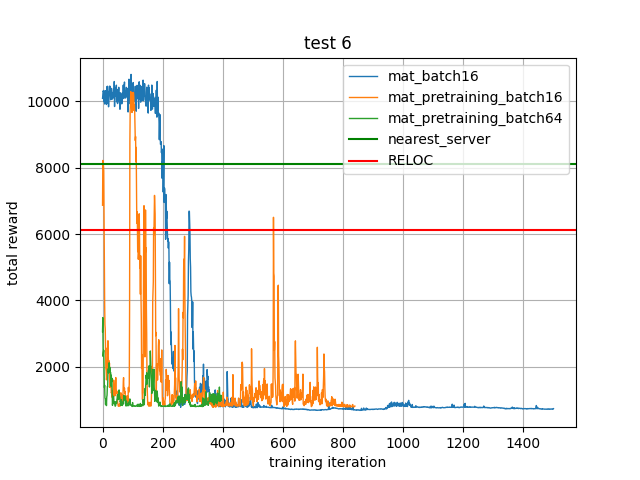 test 6
mat_batch16
mat_pretraining_batch16
mat_pretraining_batch64
nearest_server
RELOC
total reward
10000
8000
6000
4000
2000
0 200 400 600 800 1000 1200 1400
training iteration